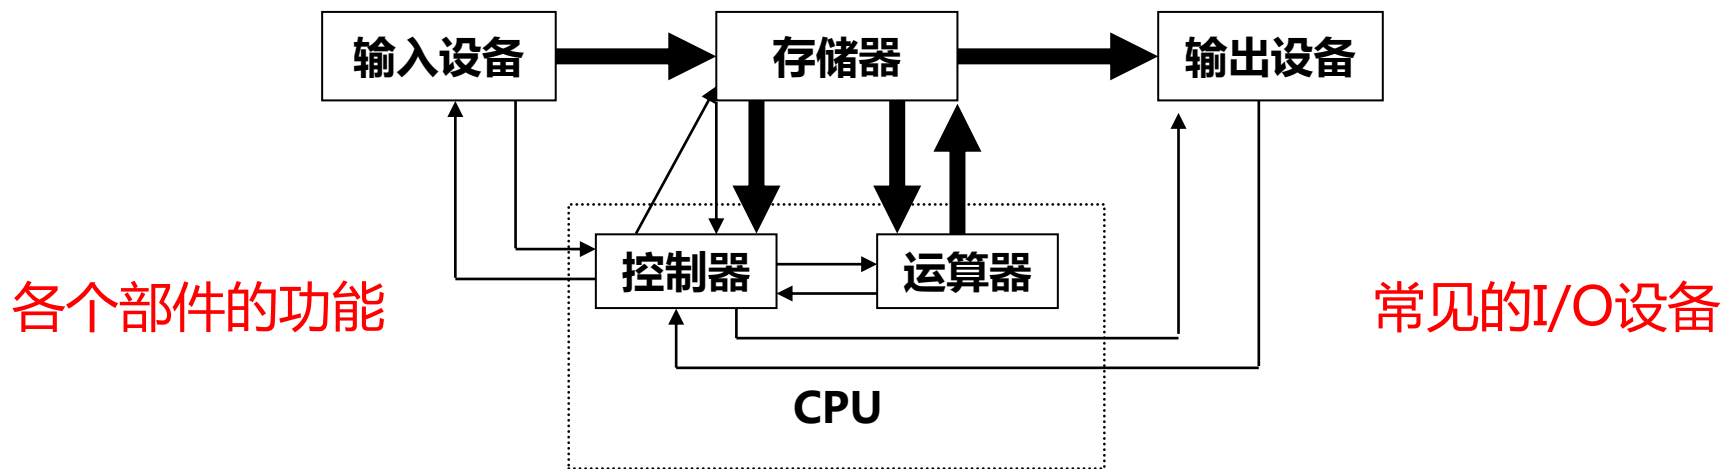 输入设备
存储器
输出设备
控制器
运算器
各个部件的功能
常见的I/O设备
CPU